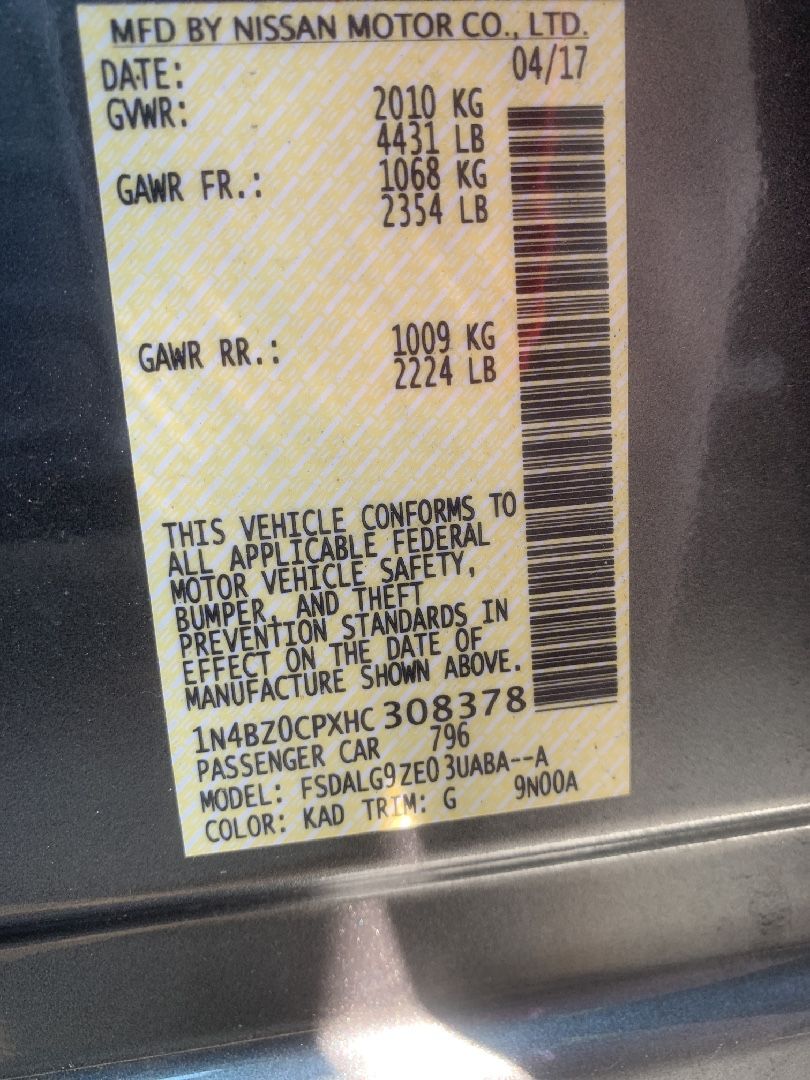 MFD BY NISSAN MOTOR CO., LTD.
DATE: 04/17
GVWR: 2010 KG
4431 LB
GAWR FR.: 1068 KG
2354 LB
GAWR RR.: 1009 KG
2224 LB
THIS VEHICLE CONFORMS TO
ALL APPLICABLE FEDERAL
MOTOR VEHICLE SAFETY,
BUMPER, AND THEFT
PREVENTION STANDARDS IN
EFFECT ON THE DATE OF
MANUFACTURE SHOWN ABOVE.
1N4BZ0CPXHC 308378
PASSENGER CAR 796
MODEL: FSDALG9ZE03UABA--A
COLOR: KAD TRIM: G 9N00A